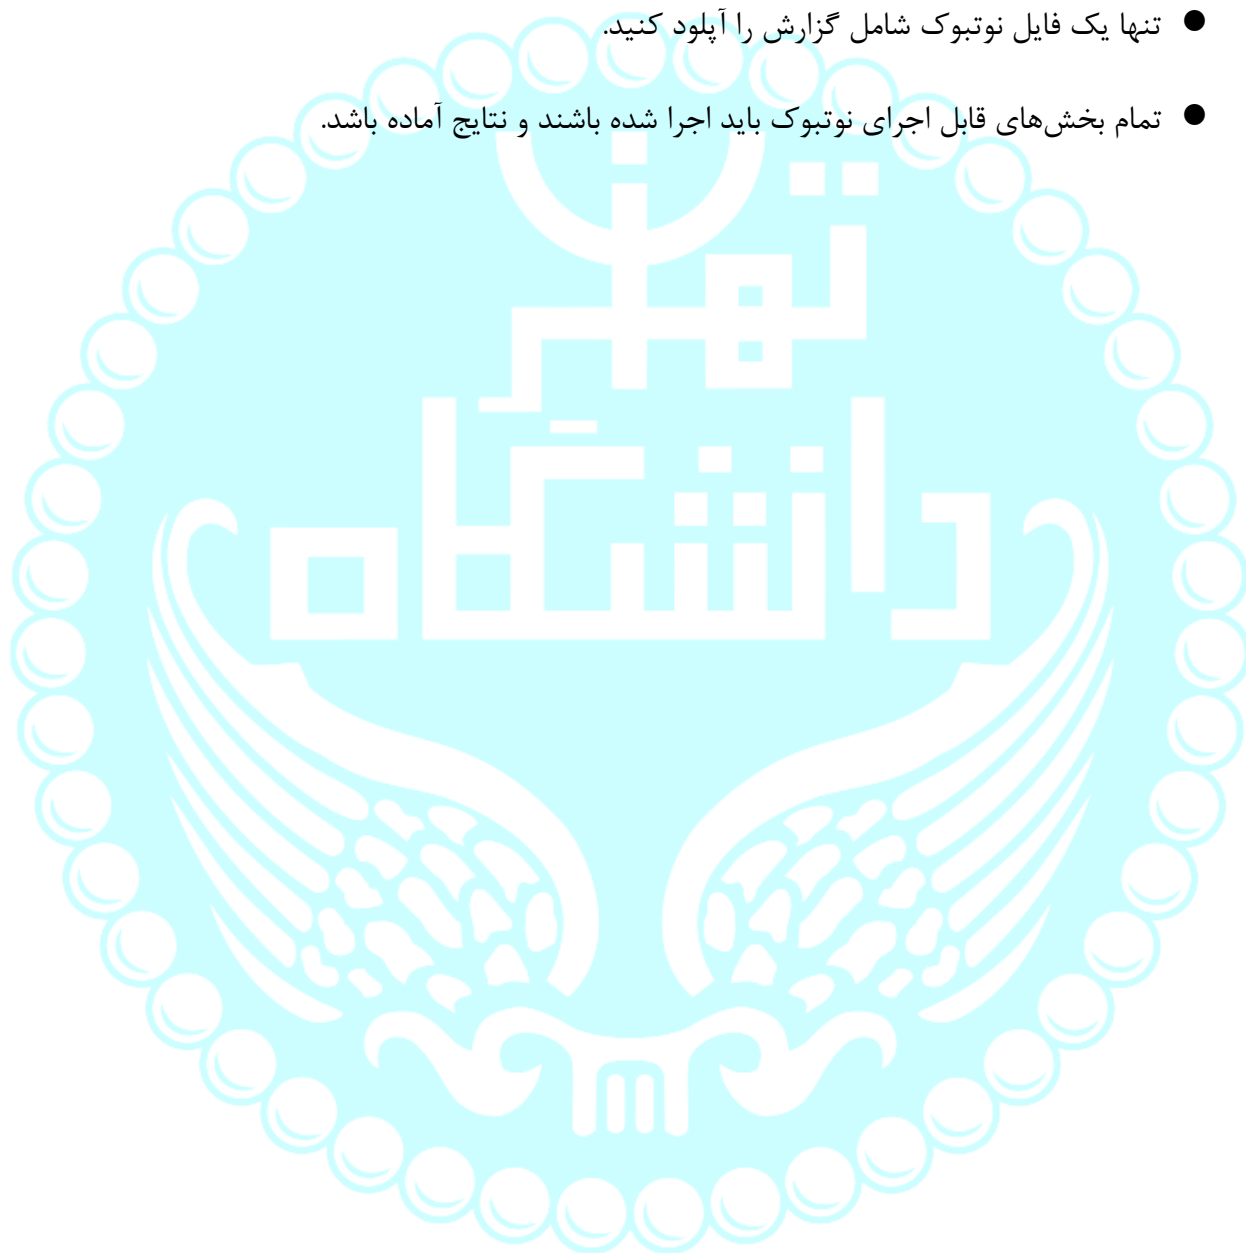 ● تنها یک فایل نوتبوک شامل گزارش را آپلود کنید.
● تمام بخش‌های قابل اجرای نوتبوک باید اجرا شده باشند و نتایج آماده باشد.
تهران
دانشگاه